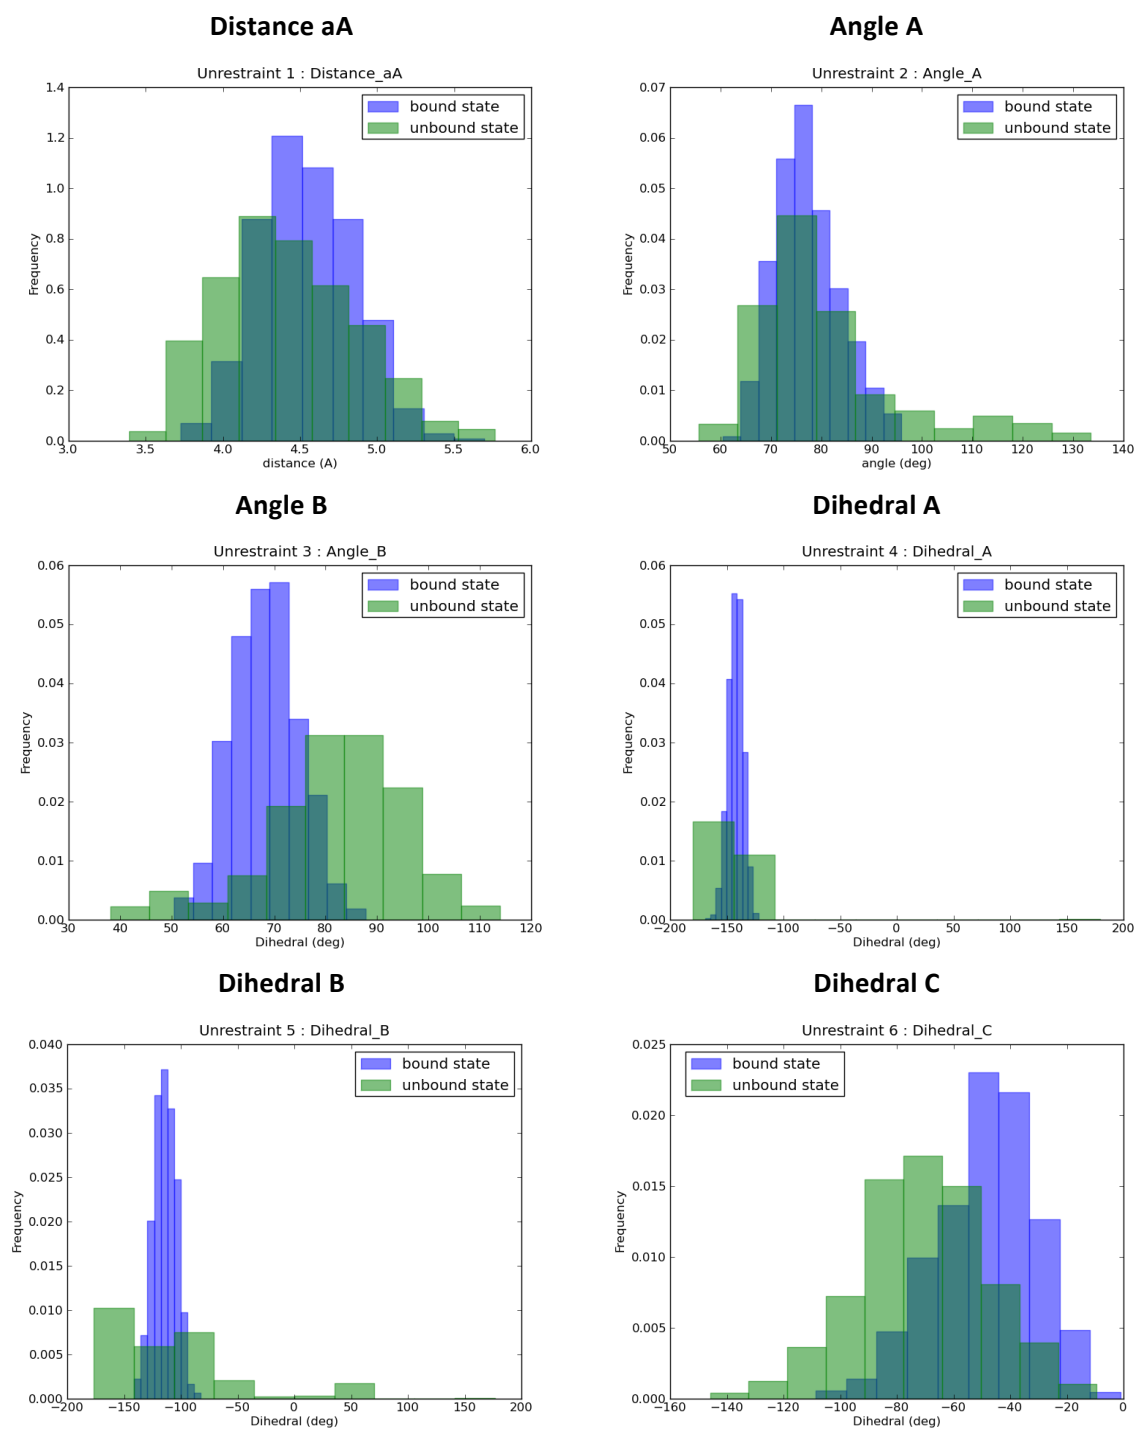 Distance aA
Unrestraint 1 : Distance_aA
1.4
1.2
1.0
0.8
0.6
0.4
0.2
0.0
Frequency
bound state
unbound state
3.0 3.5 4.0 4.5 5.0 5.5 6.0
distance (A)
Angle A
Unrestraint 2 : Angle_A
0.07
0.06
0.05
0.04
0.03
0.02
0.01
0.00
Frequency
bound state
unbound state
50 60 70 80 90 100 110 120 130 140
angle (deg)
Angle B
Unrestraint 3 : Angle_B
0.06
0.05
0.04
0.03
0.02
0.01
0.00
Frequency
bound state
unbound state
30 40 50 60 70 80 90 100 110 120
Dihedral (deg)
Dihedral A
Unrestraint 4 : Dihedral_A
0.06
0.05
0.04
0.03
0.02
0.01
0.00
Frequency
bound state
unbound state
−200 −150 −100 −50 0 50 100 150 200
Dihedral (deg)
Dihedral B
Unrestraint 5 : Dihedral_B
0.040
0.035
0.030
0.025
0.020
0.015
0.010
0.005
0.000
Frequency
bound state
unbound state
−200 −150 −100 −50 0 50 100 150 200
Dihedral (deg)
Dihedral C
Unrestraint 6 : Dihedral_C
0.025
0.020
0.015
0.010
0.005
0.000
Frequency
bound state
unbound state
−160 −140 −120 −100 −80 −60 −40 −20 0
Dihedral (deg)